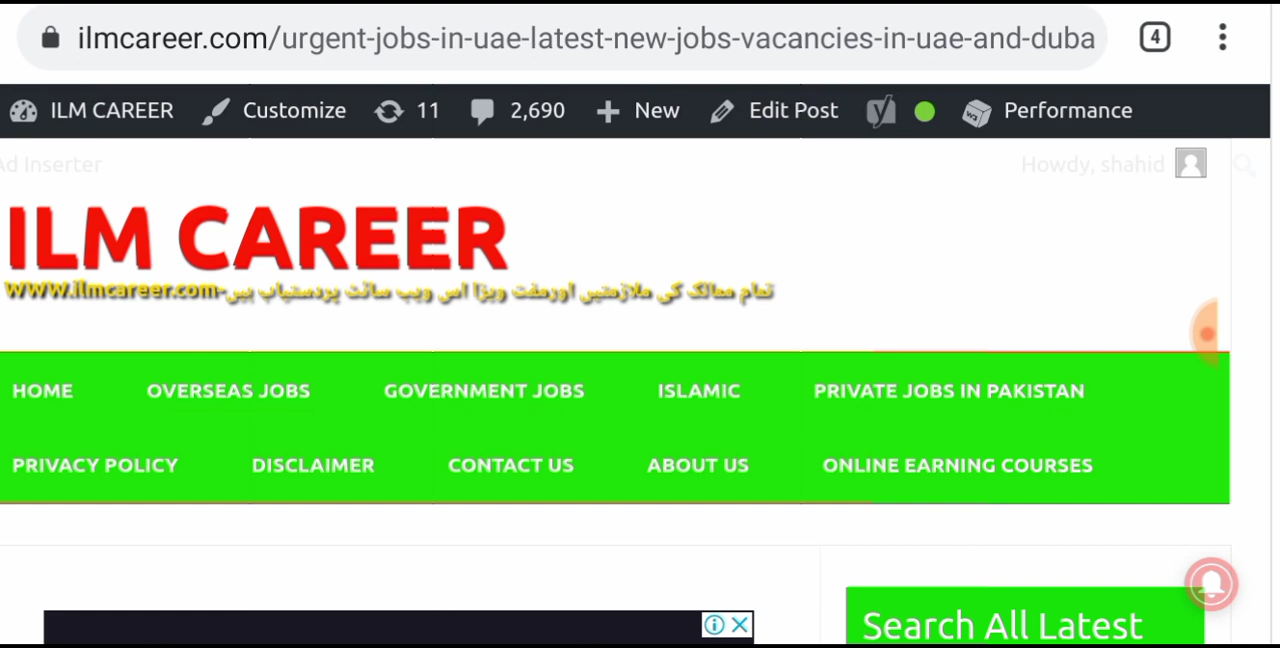 ilmcareer.com/urgent-jobs-in-uae-latest-new-jobs-vacancies-in-uae-and-duba
4
ILM CAREER Customize 11 2,690 New Edit Post Performance
Ad Inserter Howdy, shahid
ILM CAREER
تمام ممالک کی ملازمتیں اورمفت ویزا اس ویب سائٹ پردستیاب ہیں-www.ilmcareer.com
HOME OVERSEAS JOBS GOVERNMENT JOBS ISLAMIC PRIVATE JOBS IN PAKISTAN
PRIVACY POLICY DISCLAIMER CONTACT US ABOUT US ONLINE EARNING COURSES
Search All Latest